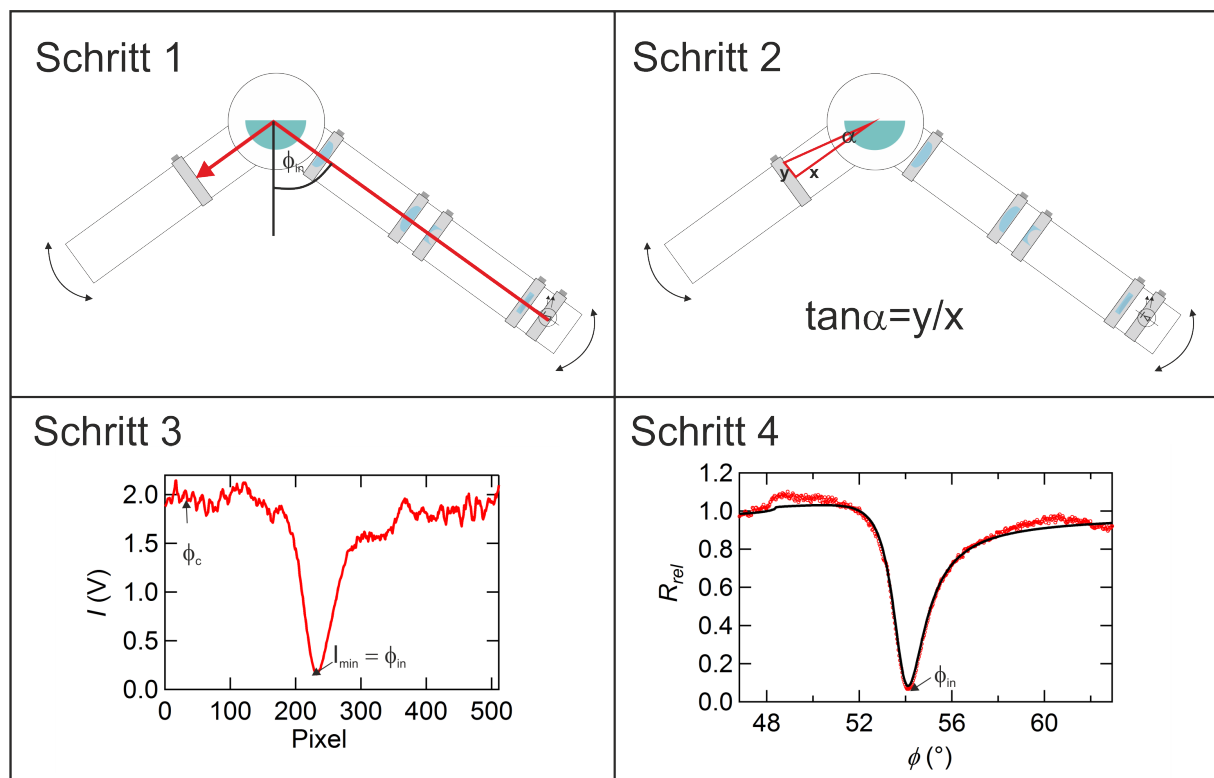 Schritt 1
ϕin
Schritt 2
α
y
x
tanα=y/x
Schritt 3
2.0
1.5
1.0
0.5
0.0
I (V)
ϕc
Imin = ϕin
0 100 200 300 400 500
Pixel
Schritt 4
1.2
1.0
0.8
0.6
0.4
0.2
0.0
Rrel
ϕin
48 52 56 60
ϕ (°)